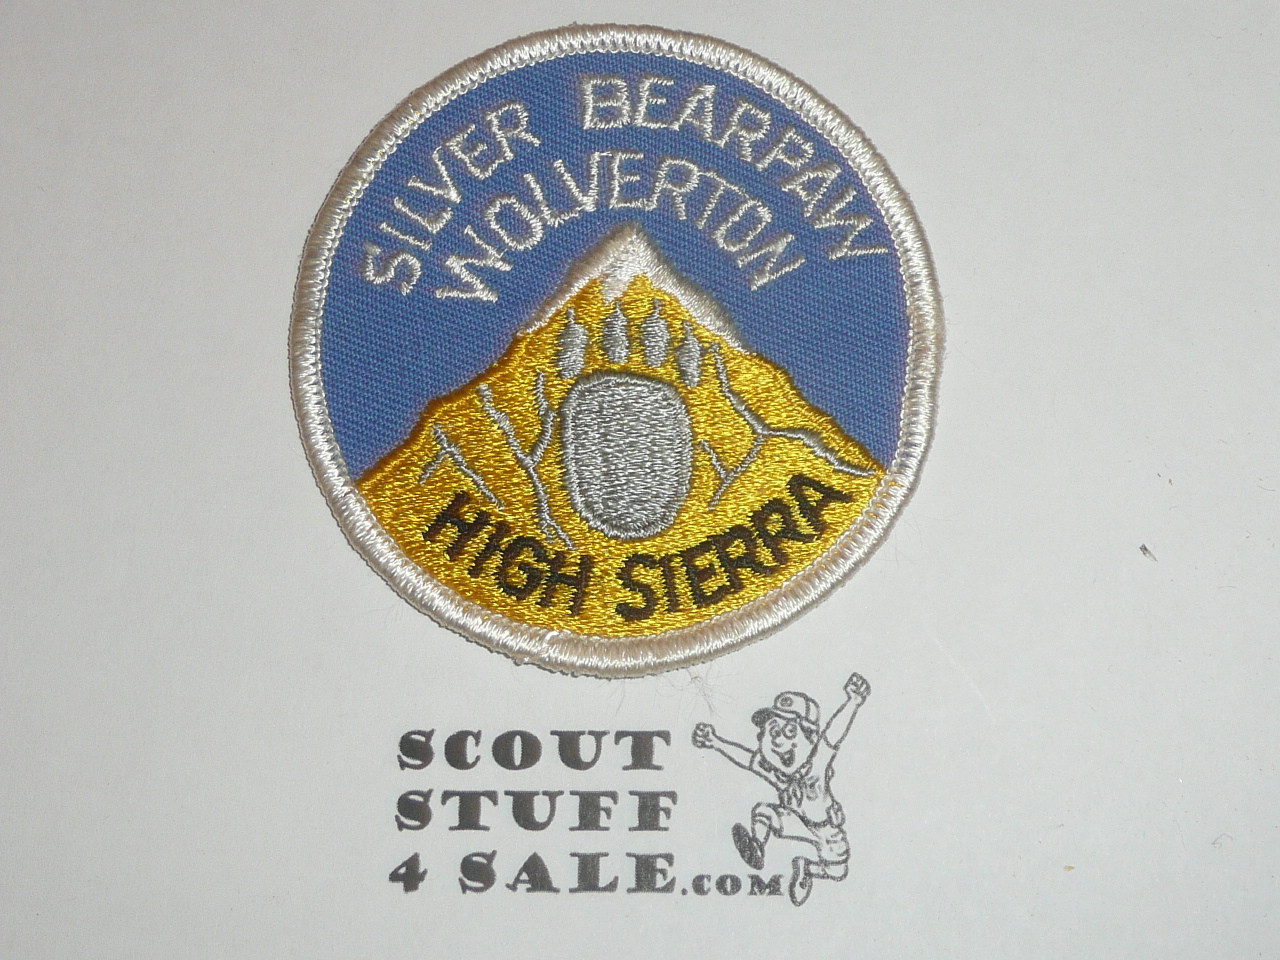 SILVER BEARPAW
WOLVERTON
HIGH SIERRA
SCOUT
STUFF
4 SALE.COM